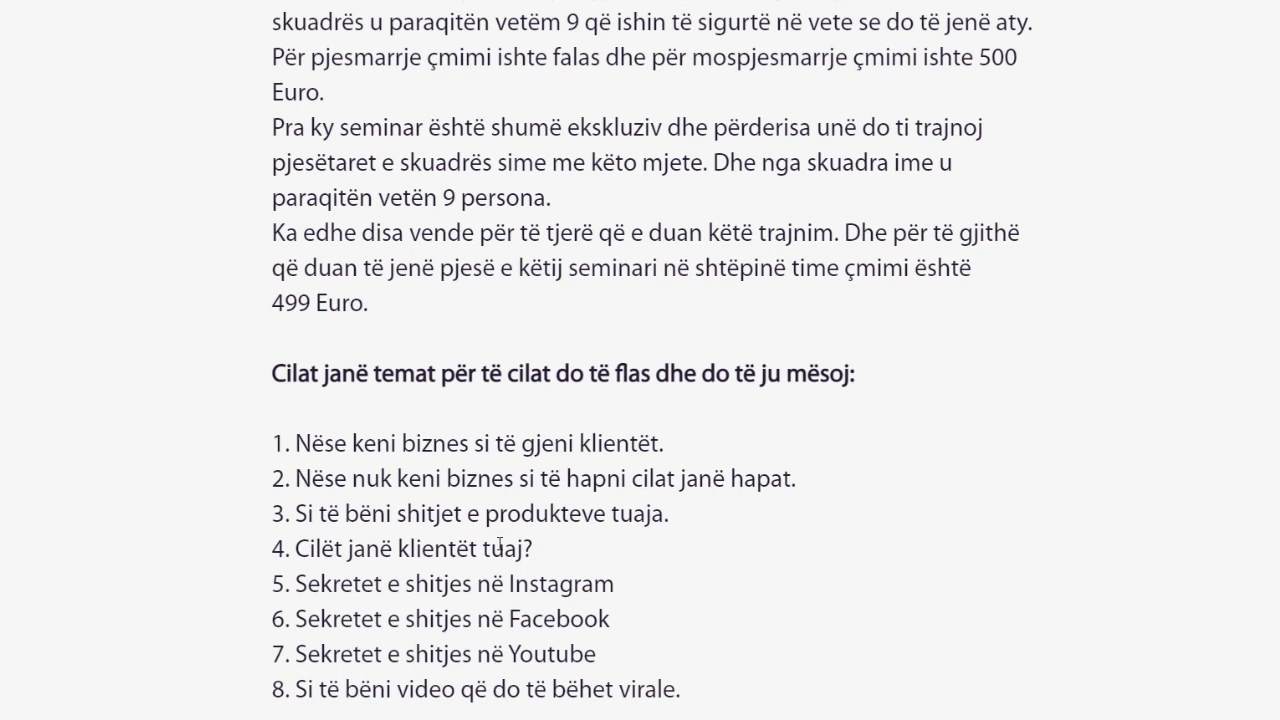 skuadrës u paraqitën vetëm 9 që ishin të sigurtë në vete se do të jenë aty.
Për pjesmarrje çmimi ishte falas dhe për mospjesmarrje çmimi ishte 500
Euro.
Pra ky seminar është shumë ekskluziv dhe përderisa unë do ti trajnoj
pjesëtaret e skuadrës sime me këto mjete. Dhe nga skuadra ime u
paraqitën vetën 9 persona.
Ka edhe disa vende për të tjerë që e duan këtë trajnim. Dhe për të gjithë
që duan të jenë pjesë e këtij seminari në shtëpinë time çmimi është
499 Euro.
Cilat janë temat për të cilat do të flas dhe do të ju mësoj:
1. Nëse keni biznes si të gjeni klientët.
2. Nëse nuk keni biznes si të hapni cilat janë hapat.
3. Si të bëni shitjet e produkteve tuaja.
4. Cilët janë klientët tuaj?
5. Sekretet e shitjes në Instagram
6. Sekretet e shitjes në Facebook
7. Sekretet e shitjes në Youtube
8. Si të bëni video që do të bëhet virale.